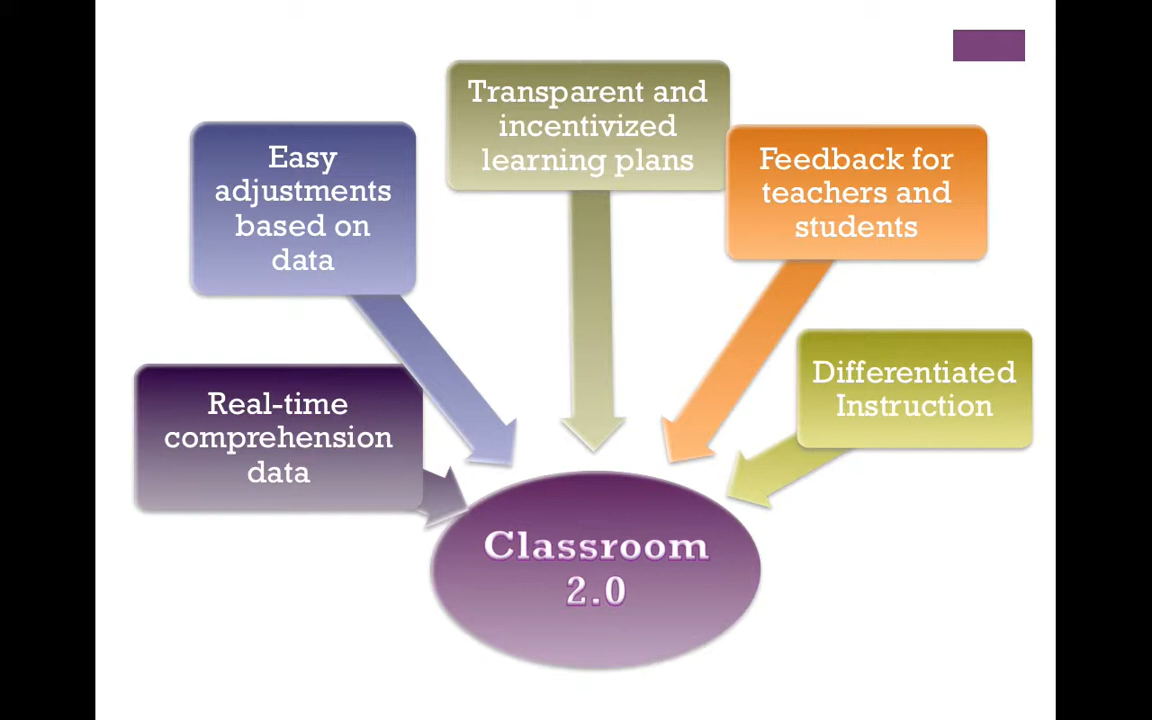 Transparent and
incentivized
learning plans
Easy
adjustments
based on
data
Feedback for
teachers and
students
Real-time
comprehension
data
Differentiated
Instruction
Classroom
2.0